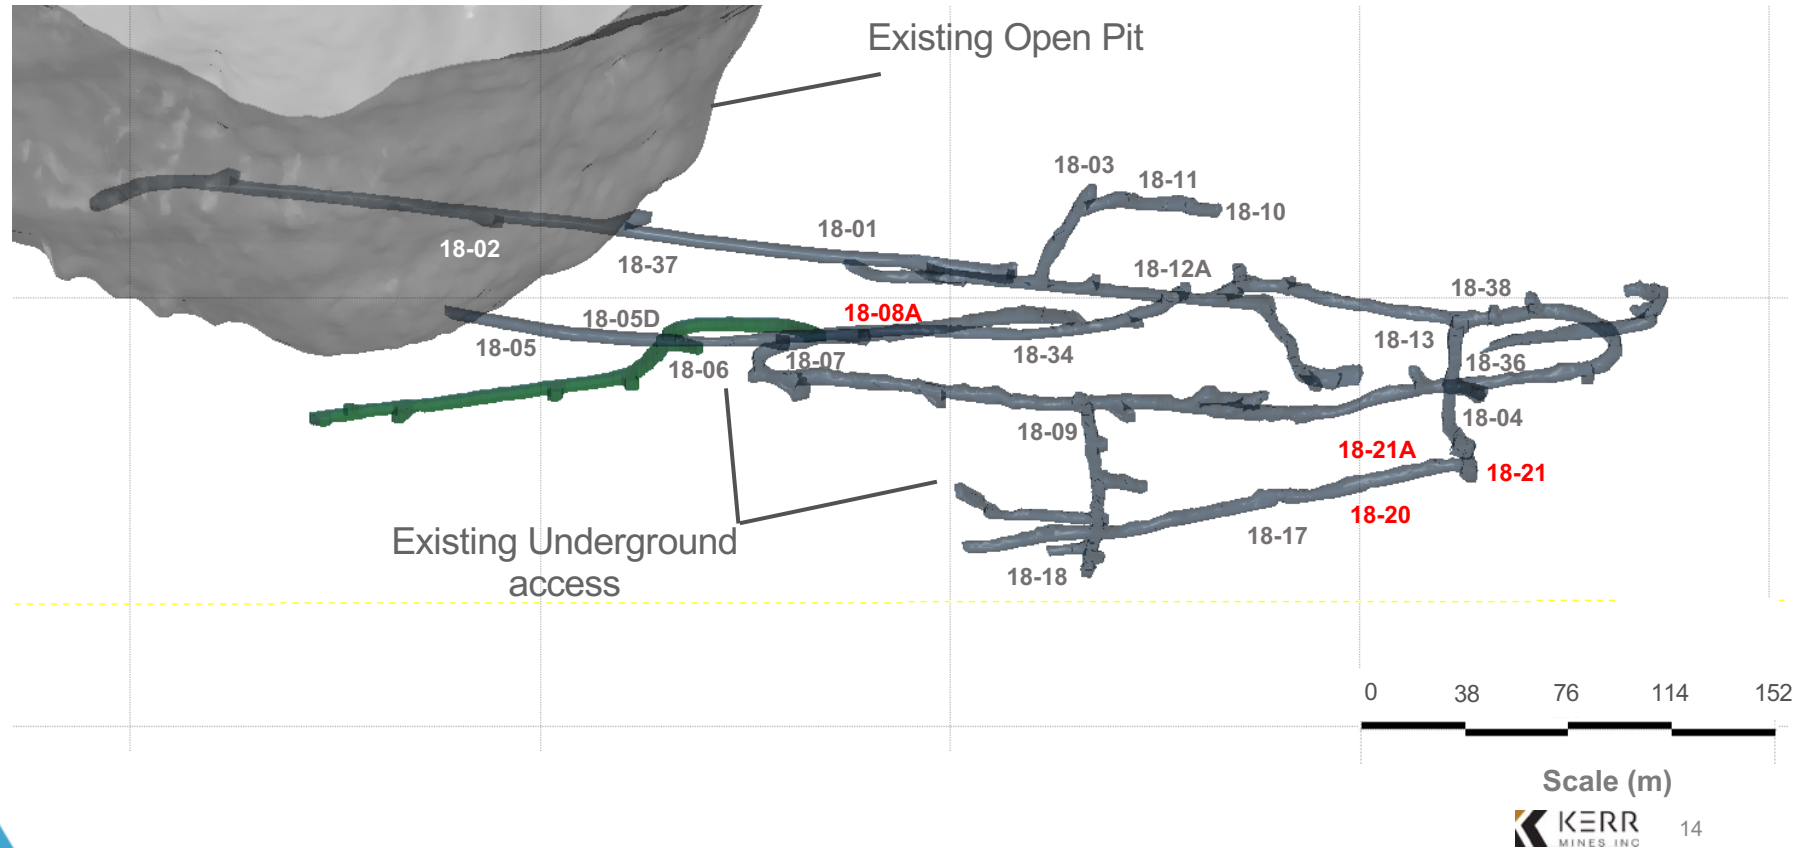 Existing Open Pit
18-03
18-11
18-10
18-01
18-02
18-37
18-12A
18-38
18-08A
18-05D
18-05
18-06
18-07
18-34
18-13
18-36
18-04
18-09
18-21A
18-21
18-20
18-17
Existing Underground
access
18-18
0 38 76 114 152
Scale (m)
KERR
MINES INC
14